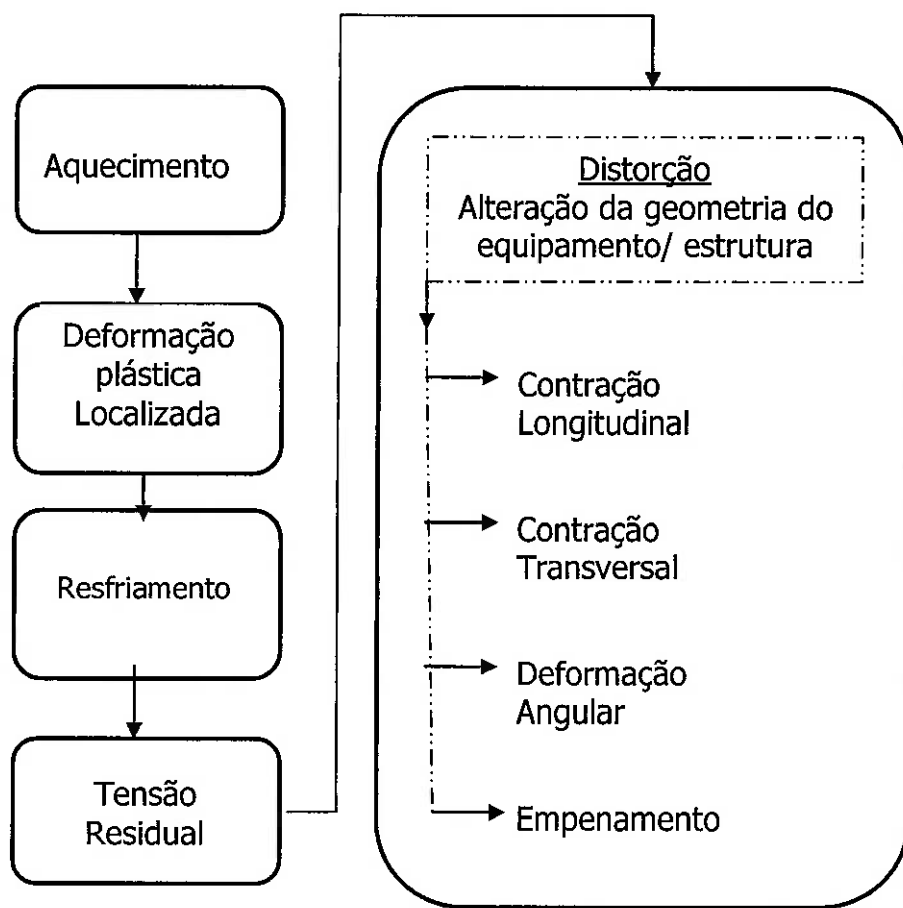 Aquecimento
Deformação
plástica
Localizada
Resfriamento
Tensão
Residual
Distorção
Alteração da geometria do
equipamento/ estrutura
Contração
Longitudinal
Contração
Transversal
Deformação
Angular
Empenamento